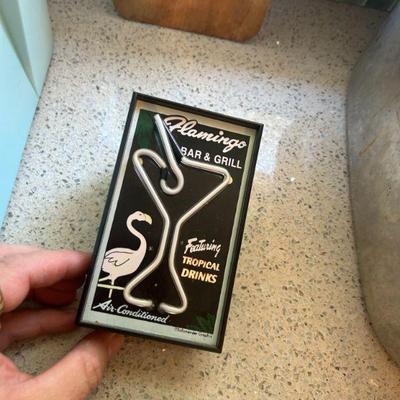 Flamingo
BAR & GRILL
Featuring
TROPICAL
DRINKS
Air-Conditioned